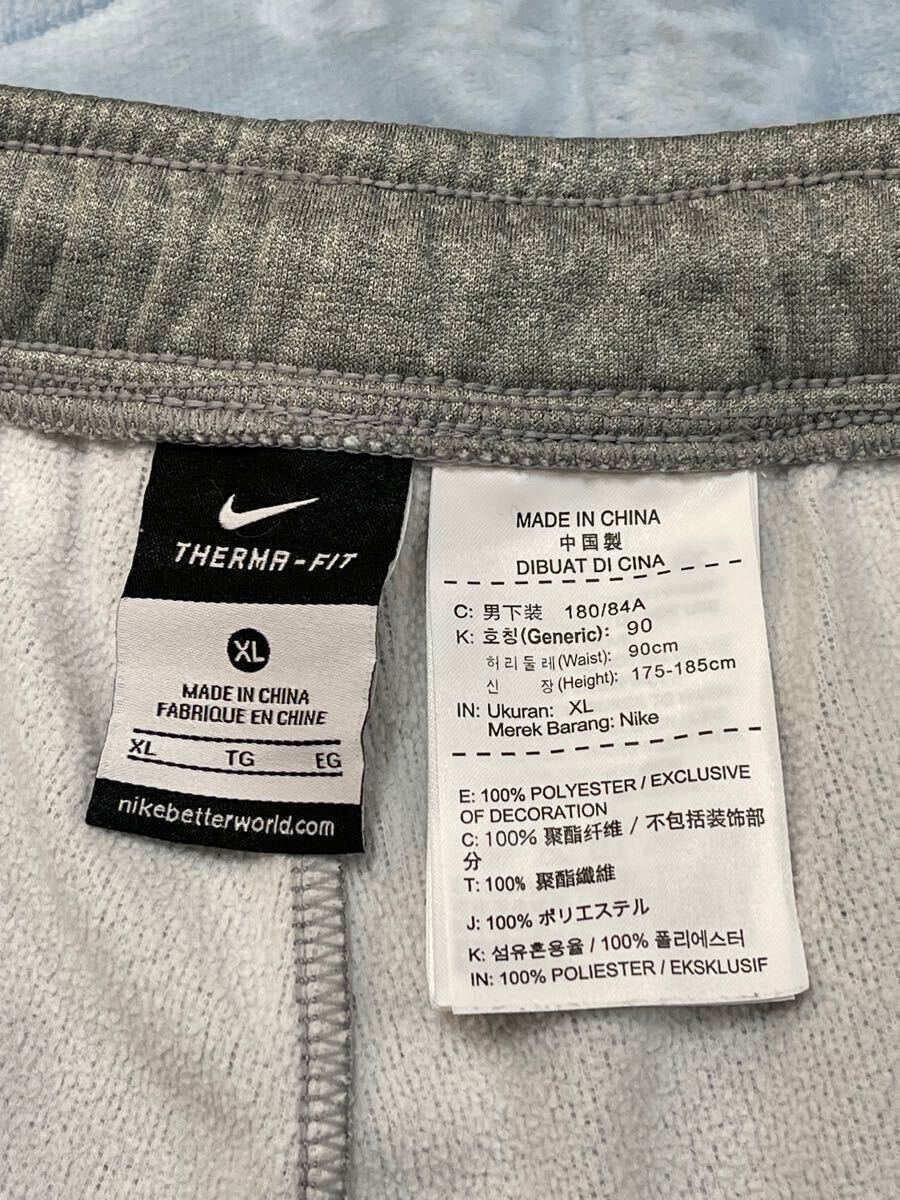 THERMA-FIT
XL
MADE IN CHINA
FABRIQUE EN CHINE
XL TG EG
nikebetterworld.com
MADE IN CHINA
中国製
DIBUAT DI CINA
C: 男下装 180/84A
K: 호칭(Generic): 90
허리둘레(Waist): 90cm
신 장(Height): 175-185cm
IN: Ukuran: XL
Merek Barang: Nike
E: 100% POLYESTER / EXCLUSIVE
OF DECORATION
C: 100% 聚酯纤维 / 不包括装饰部
分
T: 100% 聚酯纖維
J: 100% ポリエステル
K: 섬유혼용율 / 100% 폴리에스터
IN: 100% POLIESTER / EKSKLUSIF